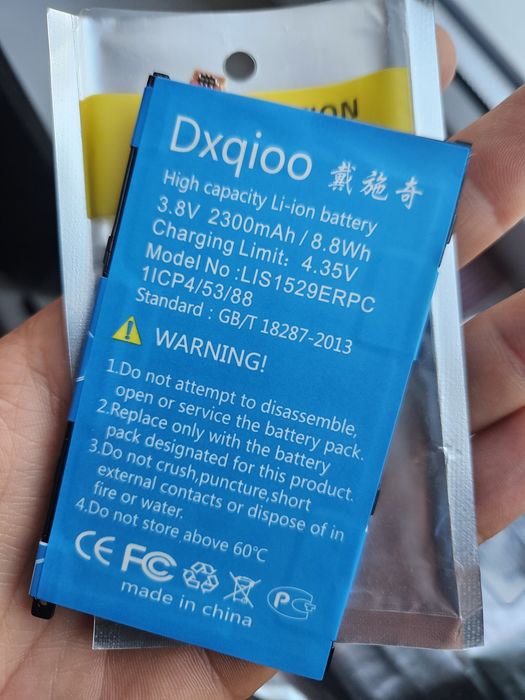 Dxqioo 戴施奇
High capacity Li-ion battery
3.8V 2300mAh / 8.8Wh
Charging Limit: 4.35V
Model No :LIS1529ERPC
1ICP4/53/88
Standard : GB/T 18287-2013
WARNING!
1.Do not attempt to disassemble,
open or service the battery pack.
2.Replace only with the battery
pack designated for this product.
3.Do not crush,puncture,short
external contacts or dispose of in
fire or water.
4.Do not store above 60℃
CE FC
made in china